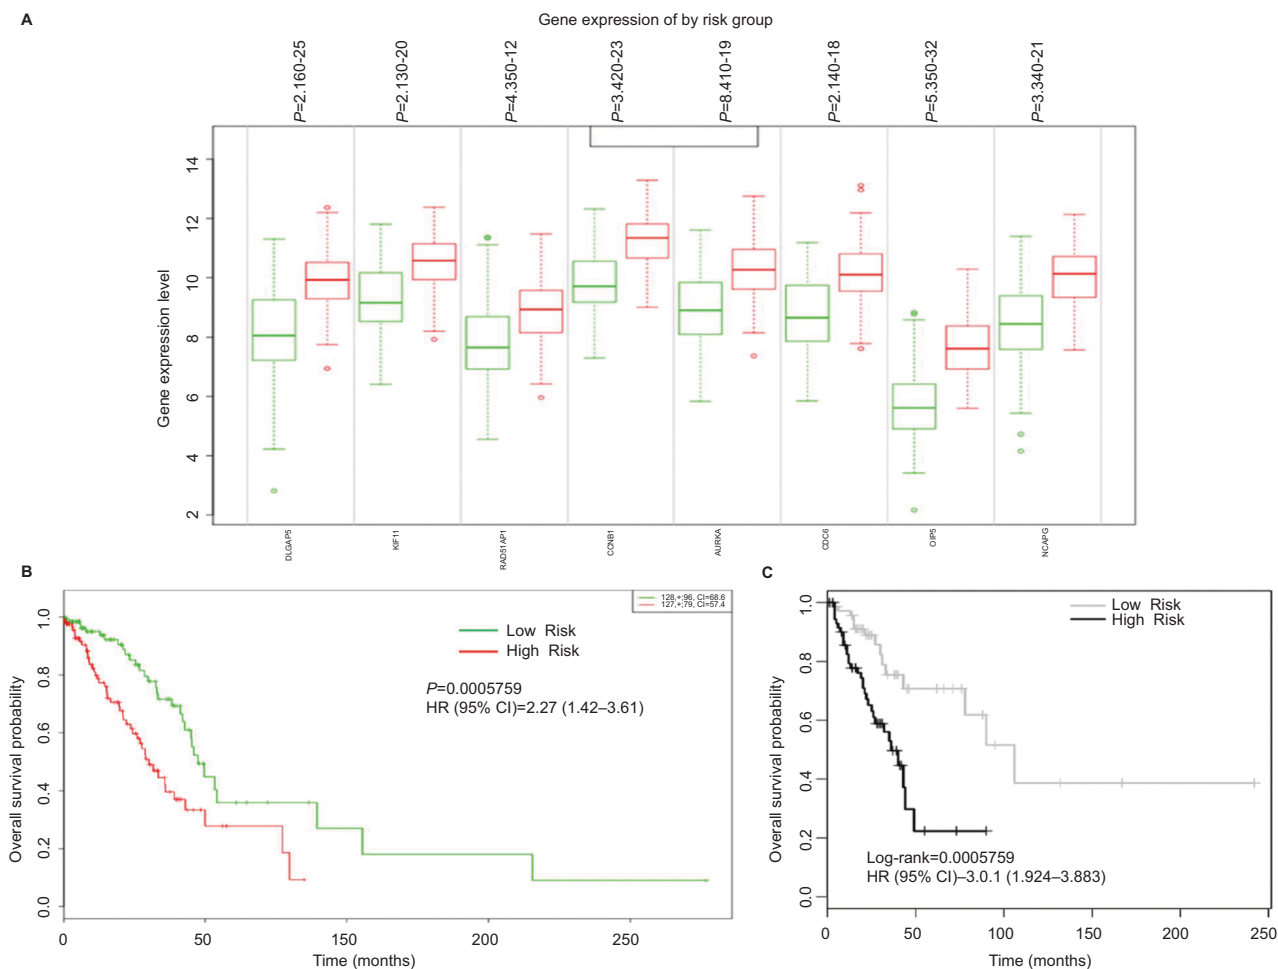 A
Gene expression of by risk group
P=2.160-25
P=2.130-20
P=4.350-12
P=3.420-23
P=8.410-19
P=2.140-18
P=5.350-32
P=3.340-21
Gene expression level
14
12
10
8
6
4
2
DLGAP5
KIF11
RAD51AP1
CCNB1
AURKA
CDC6
OIP5
NCAPG
B
128,+;96, CI=68.6
127,+;79, CI=57.4
Low Risk
High Risk
P=0.0005759
HR (95% CI)=2.27 (1.42–3.61)
Overall survival probability
1.0
0.8
0.6
0.4
0.2
0.0
0
50
150
200
250
Time (months)
C
Low Risk
High Risk
Log-rank=0.0005759
HR (95% CI)–3.0.1 (1.924–3.883)
Overall survival probability
1.0
0.8
0.6
0.4
0.2
0.0
0
50
100
150
200
250
Time (months)